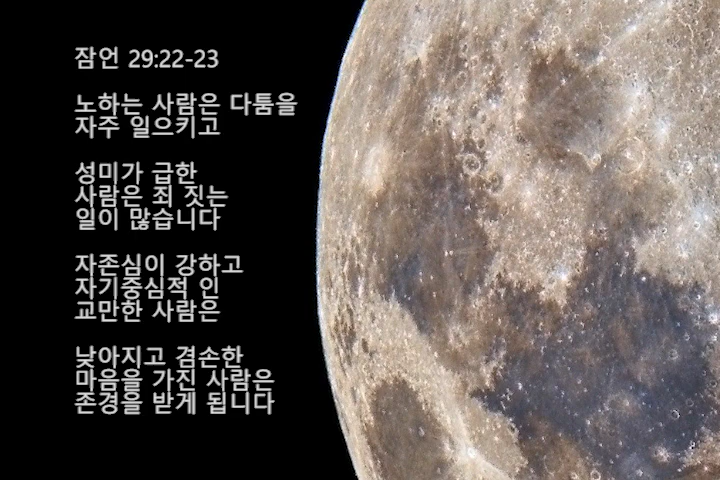 잠언 29:22-23
노하는 사람은 다툼을
자주 일으키고
성미가 급한
사람은 죄 짓는
일이 많습니다
자존심이 강하고
자기중심적 인
교만한 사람은
낮아지고 겸손한
마음을 가진 사람은
존경을 받게 됩니다